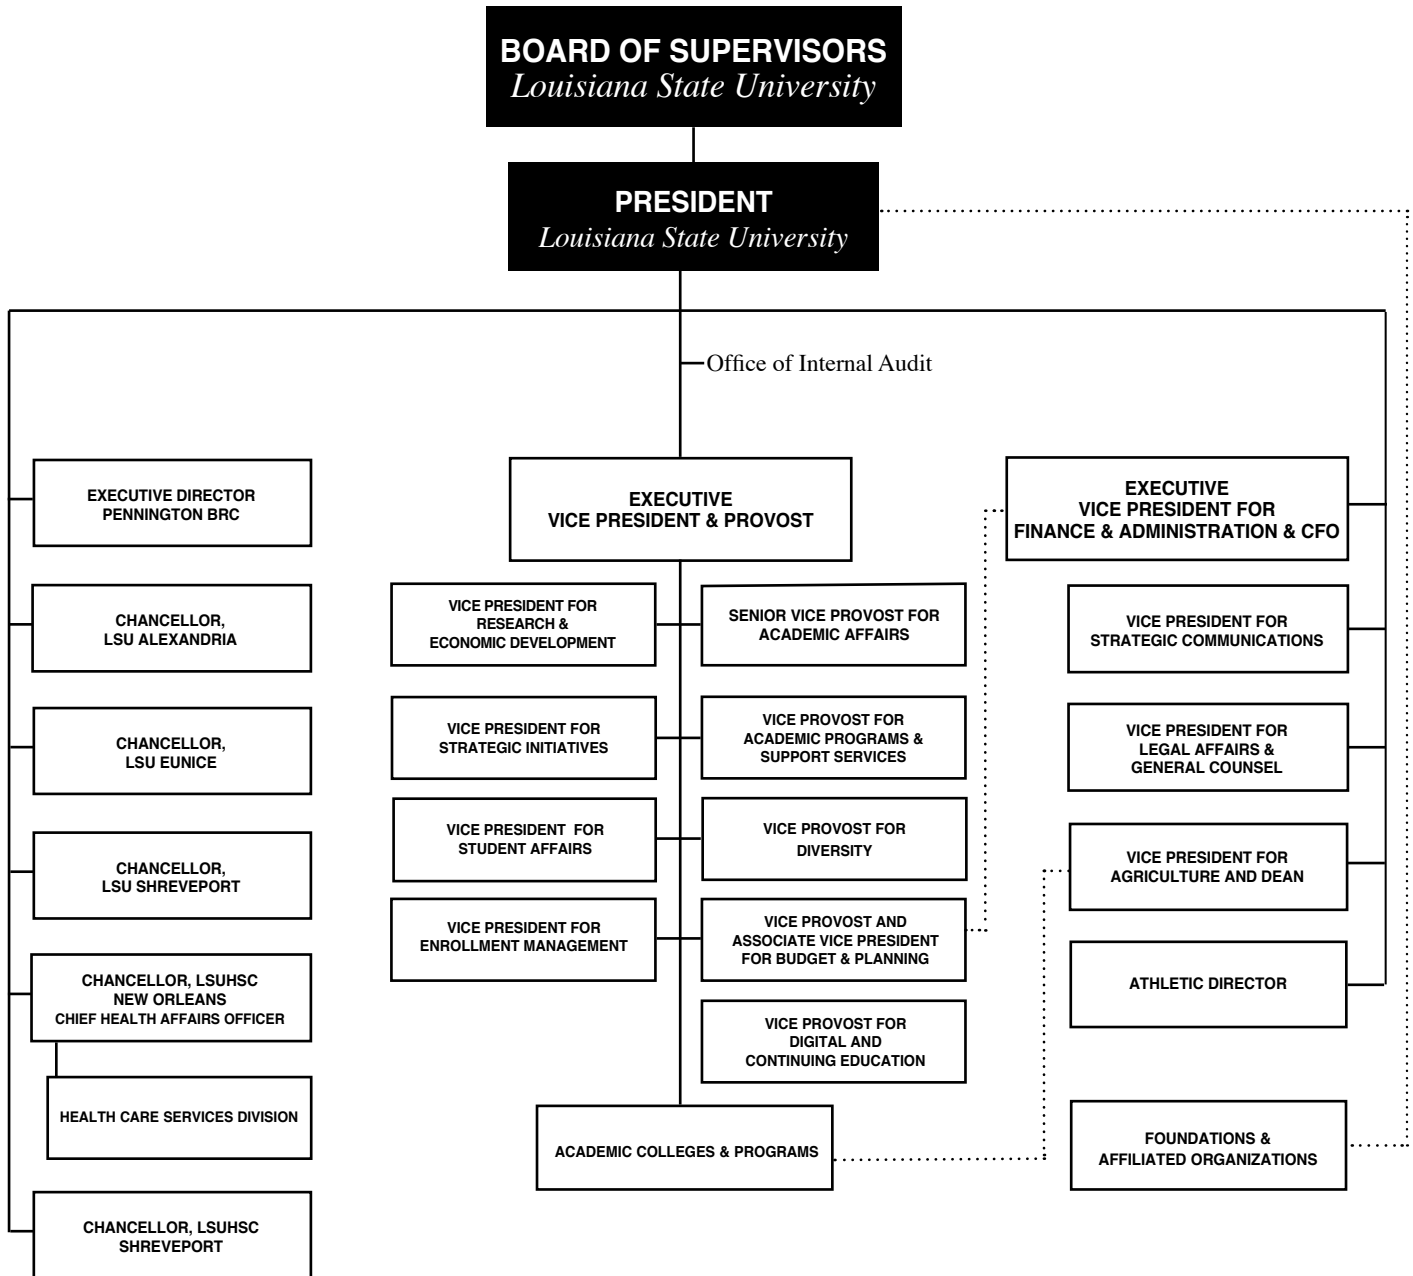 BOARD OF SUPERVISORS
Louisiana State University
PRESIDENT
Louisiana State University
Office of Internal Audit
EXECUTIVE DIRECTOR
PENNINGTON BRC
CHANCELLOR,
LSU ALEXANDRIA
CHANCELLOR,
LSU EUNICE
CHANCELLOR,
LSU SHREVEPORT
CHANCELLOR, LSUHSC
NEW ORLEANS
CHIEF HEALTH AFFAIRS OFFICER
HEALTH CARE SERVICES DIVISION
CHANCELLOR, LSUHSC
SHREVEPORT
EXECUTIVE
VICE PRESIDENT & PROVOST
VICE PRESIDENT FOR
RESEARCH &
ECONOMIC DEVELOPMENT
SENIOR VICE PROVOST FOR
ACADEMIC AFFAIRS
VICE PRESIDENT FOR
STRATEGIC INITIATIVES
VICE PROVOST FOR
ACADEMIC PROGRAMS &
SUPPORT SERVICES
VICE PRESIDENT FOR
STUDENT AFFAIRS
VICE PROVOST FOR
DIVERSITY
VICE PRESIDENT FOR
ENROLLMENT MANAGEMENT
VICE PROVOST AND
ASSOCIATE VICE PRESIDENT
FOR BUDGET & PLANNING
VICE PROVOST FOR
DIGITAL AND
CONTINUING EDUCATION
ACADEMIC COLLEGES & PROGRAMS
EXECUTIVE
VICE PRESIDENT FOR
FINANCE & ADMINISTRATION & CFO
VICE PRESIDENT FOR
STRATEGIC COMMUNICATIONS
VICE PRESIDENT FOR
LEGAL AFFAIRS &
GENERAL COUNSEL
VICE PRESIDENT FOR
AGRICULTURE AND DEAN
ATHLETIC DIRECTOR
FOUNDATIONS &
AFFILIATED ORGANIZATIONS